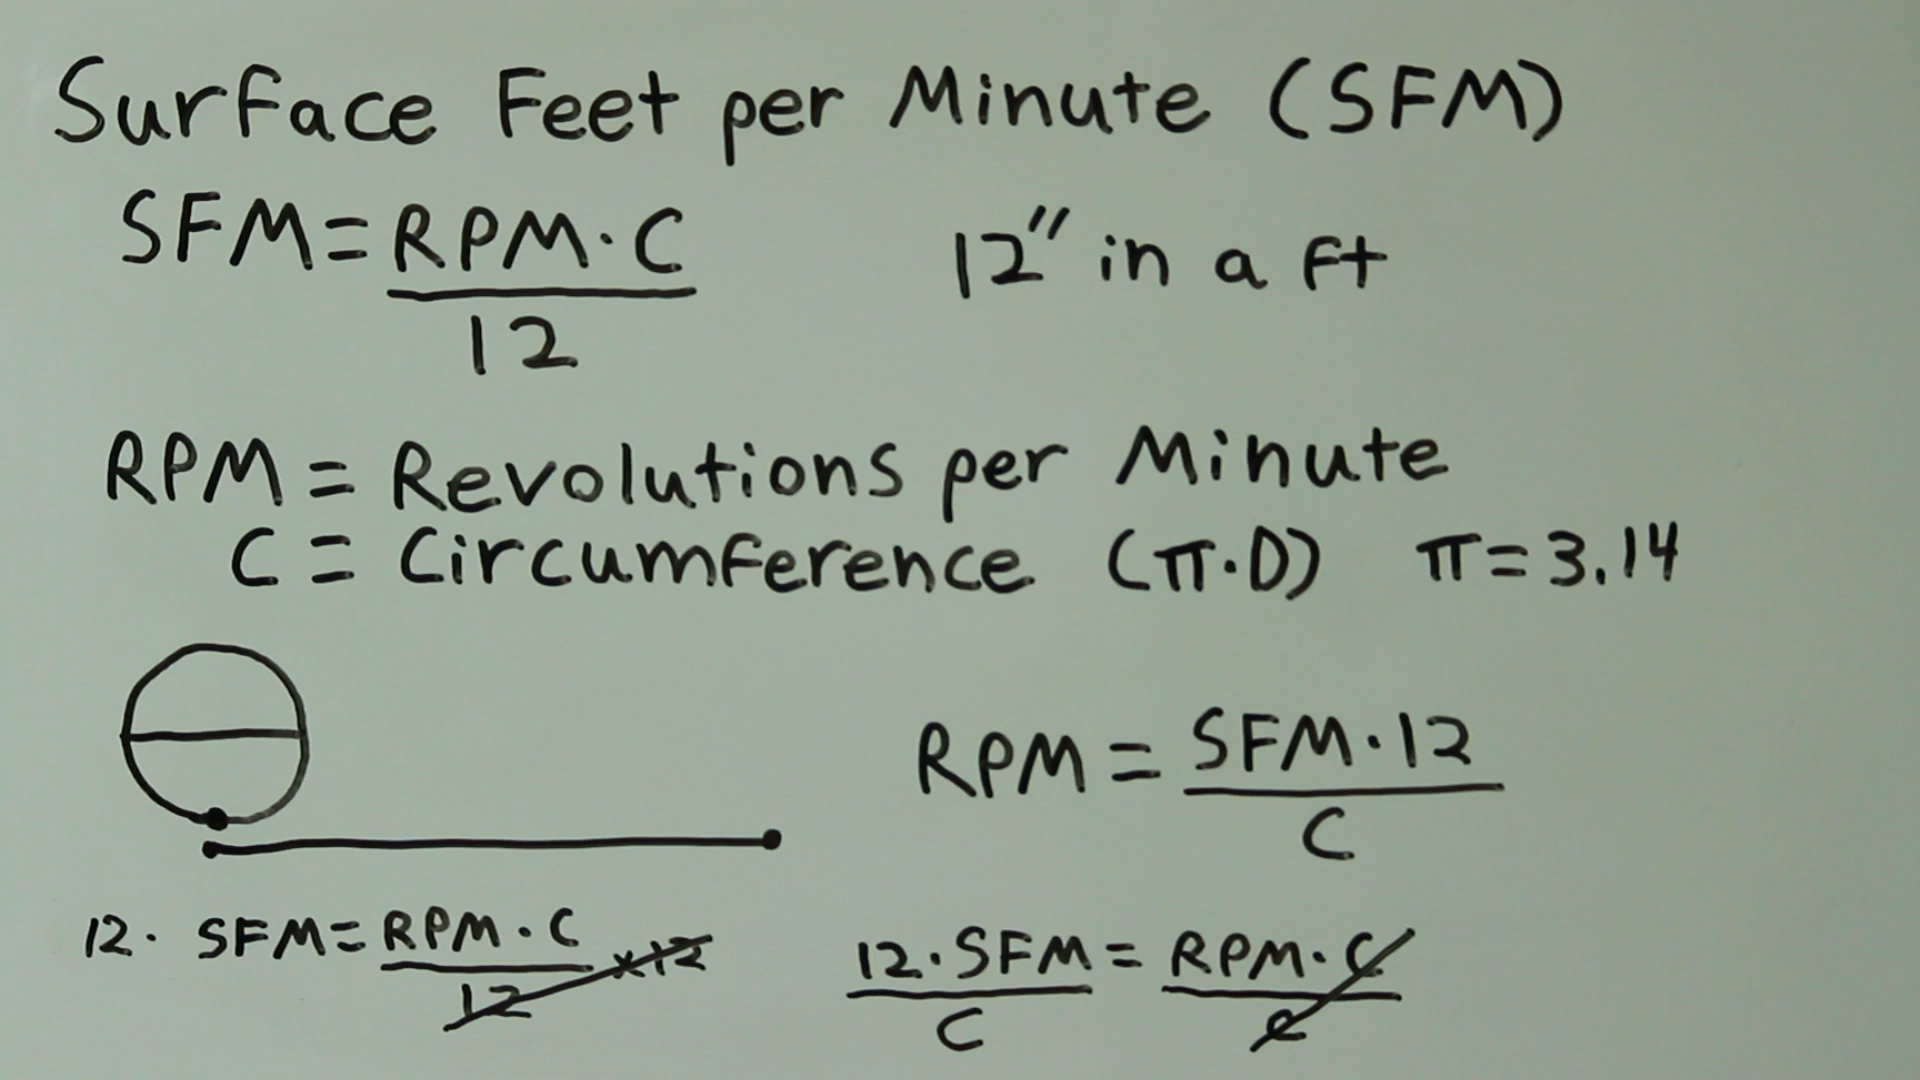 Surface Feet per Minute (SFM)
SFM = RPM · C / 12
12" in a ft
RPM = Revolutions per Minute
C = Circumference (π·D) π = 3.14
RPM = SFM · 12 / C
12 · SFM = RPM · C / 12 x12
12 · SFM / C = RPM · C / C